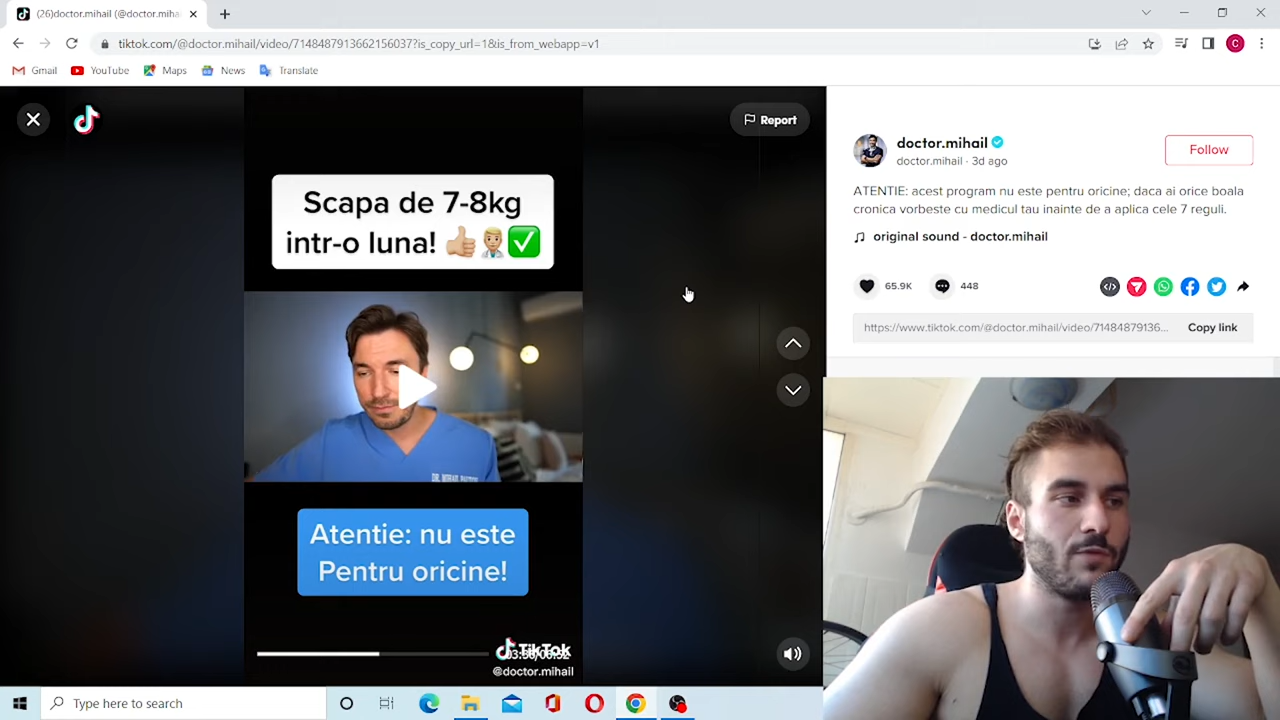 (26)doctor.mihail (@doctor.miha
tiktok.com/@doctor.mihail/video/7148487913662156037?is_copy_url=1&is_from_webapp=v1
C
Gmail
YouTube
Maps
News
Translate
Report
Scapa de 7-8kg
intr-o luna! 👍🏼👨🏼‍⚕️✅
Atentie: nu este
Pentru oricine!
TikTok
@doctor.mihail
doctor.mihail
doctor.mihail · 3d ago
Follow
ATENTIE: acest program nu este pentru oricine; daca ai orice boala
cronica vorbeste cu medicul tau inainte de a aplica cele 7 reguli.
original sound - doctor.mihail
65.9K
448
https://www.tiktok.com/@doctor.mihail/video/71484879136...
Copy link
Type here to search